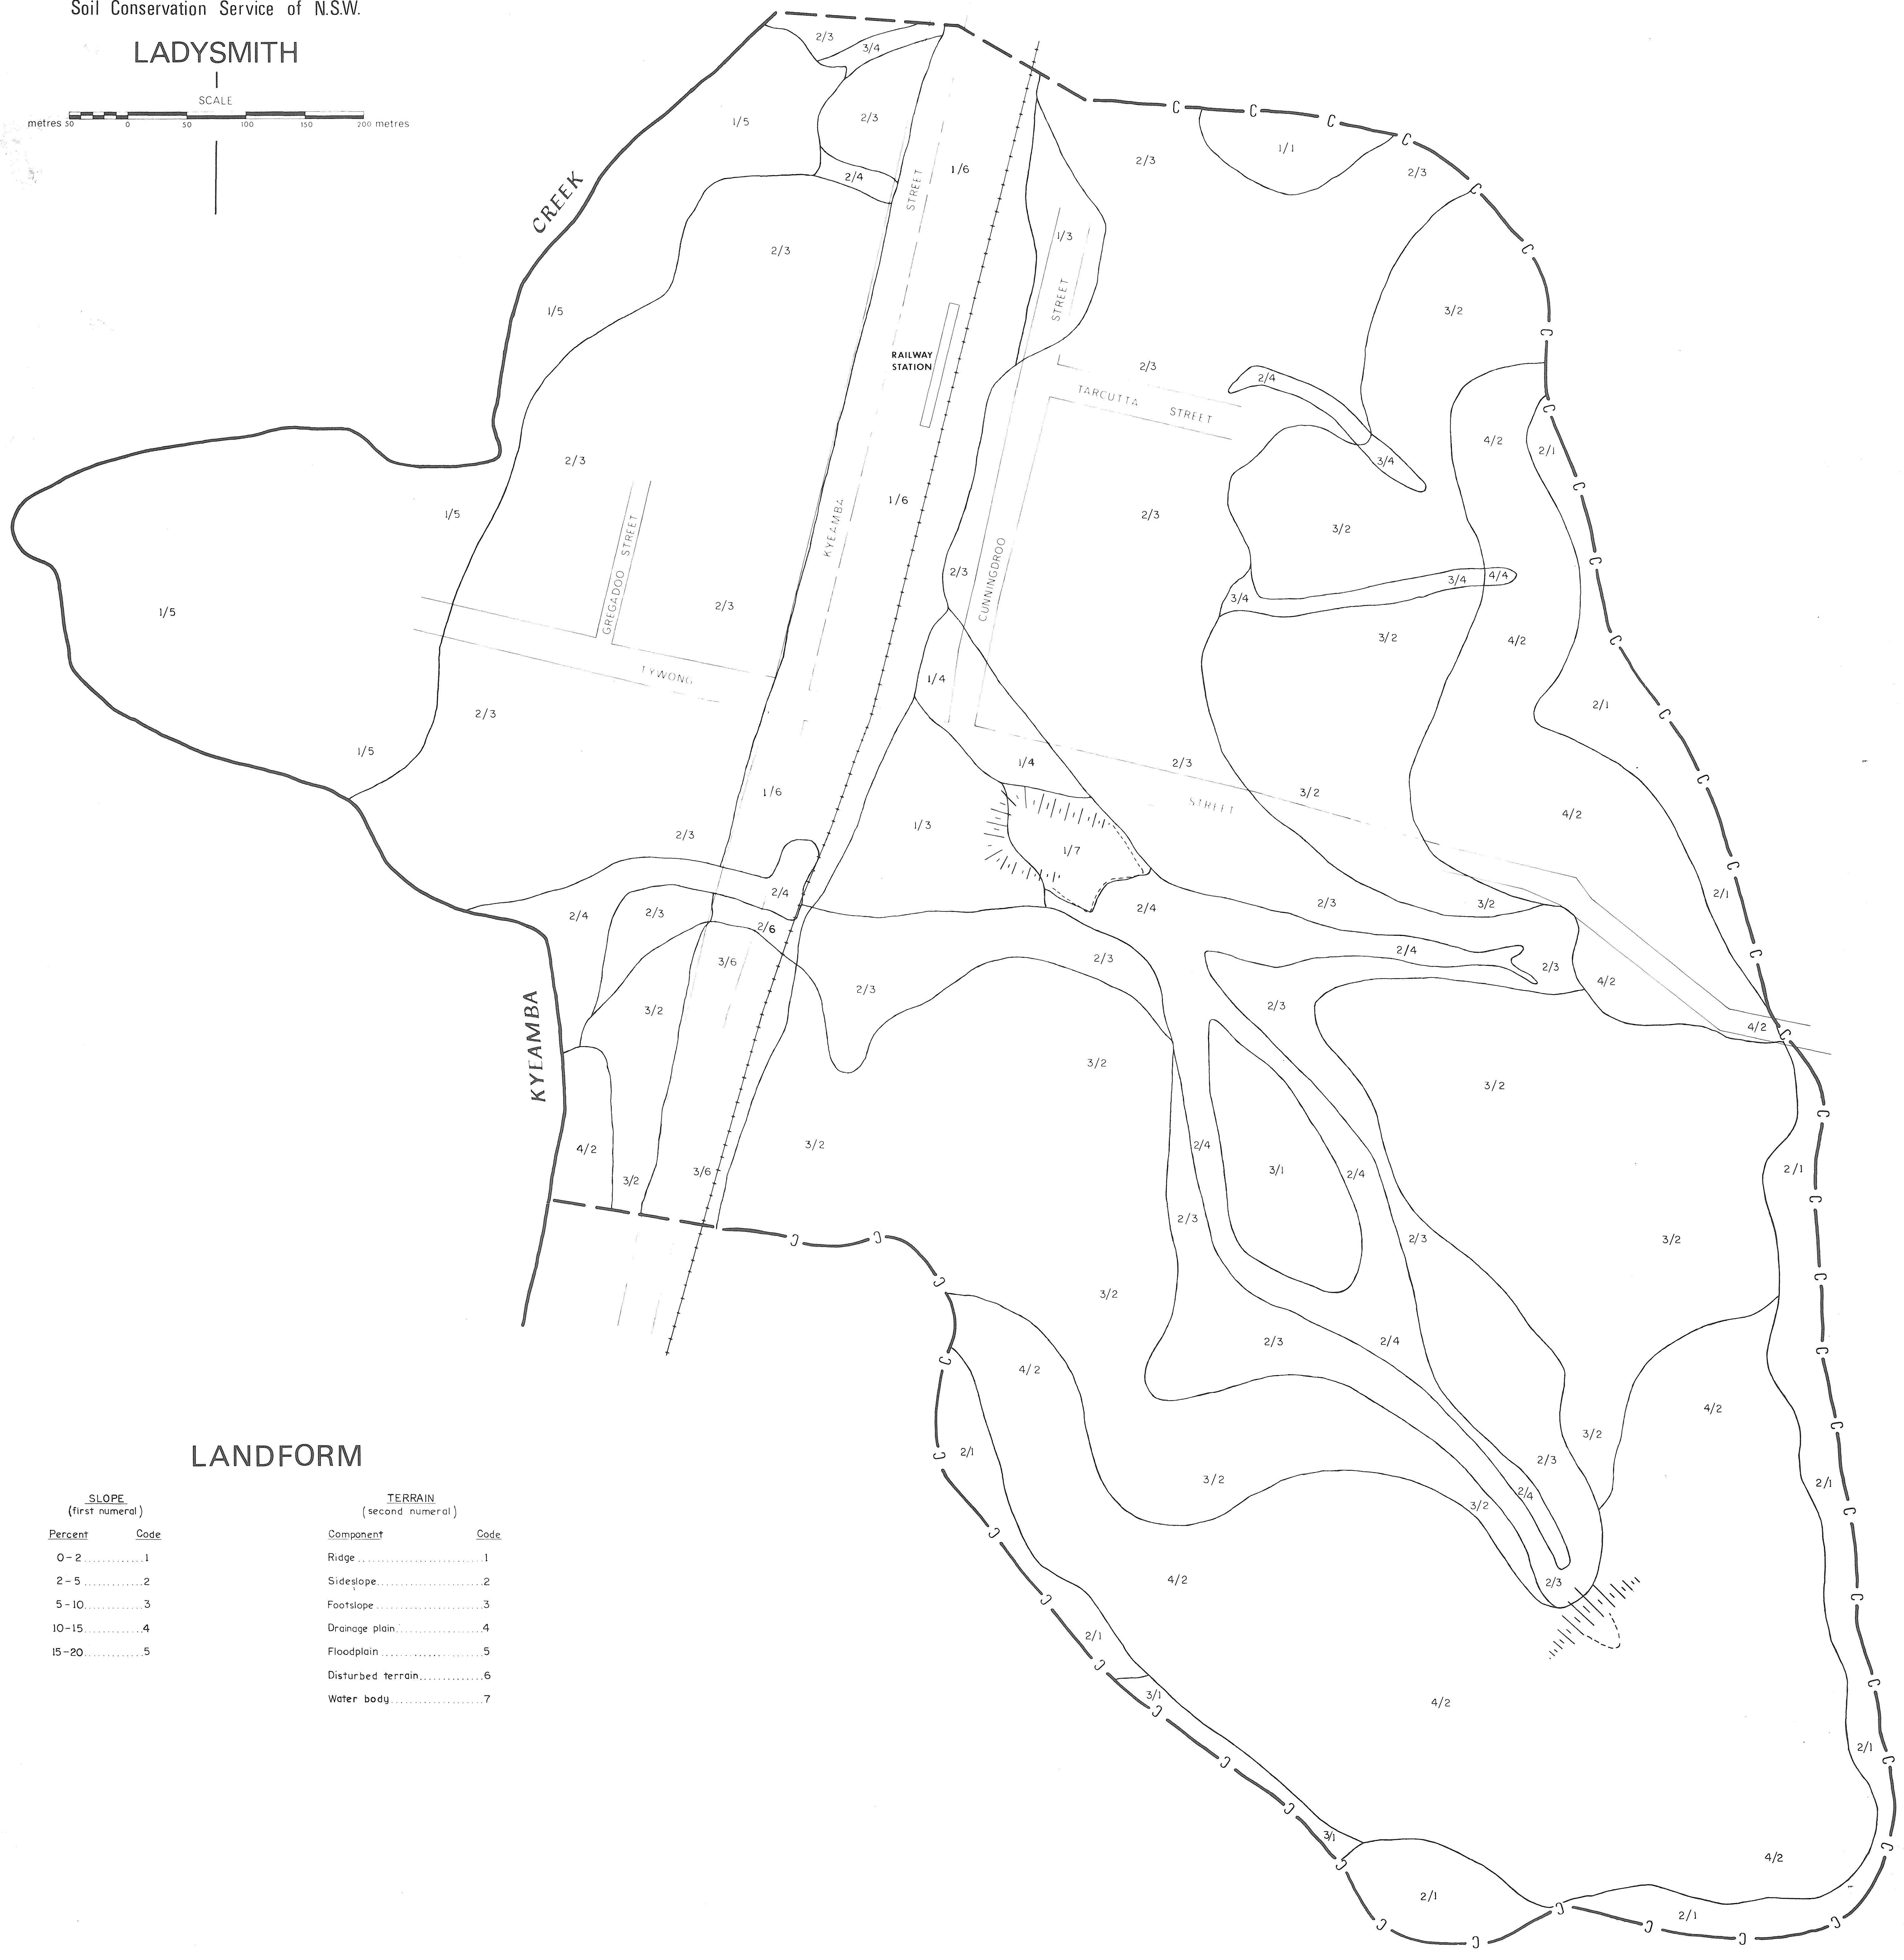 Soil Conservation Service of N.S.W.
LADYSMITH
SCALE
metres 50 0 50 100 150 200 metres
2/3
3/4
C C C C
1/5
2/3
2/3
1/1
2/3
1/6
2/4
C
CREEK
STREET
1/3
2/3
C
1/5
STREET
3/2
C
RAILWAY
STATION
2/3
2/4
TARCUTTA STREET
C
4/2
2/1
2/3
3/4
C
1/5
1/6
2/3
KYEAMBA
3/2
GREGADOO STREET
CUNNINGDROO
C
2/3
3/4
4/4
1/5
2/3
3/4
3/2
4/2
C
TYWONG
1/4
2/3
2/1
C
1/5
1/4
2/3
C
1/6
3/2
STREET
4/2
2/3
1/3
1/7
C
2/4
2/1
2/4
2/3
2/4
2/3
3/2
2/6
3/6
2/3
2/4
C
2/3
2/3
4/2
3/2
2/3
KYEAMBA
4/2
C
3/2
3/2
C
4/2
3/2
2/4
3/1
2/4
2/1
3/2
3/6
C
2/3
2/3
3/2
C C
C
C
3/2
2/3
2/4
C
C
4/2
4/2
3/2
C
2/1
C
3/2
2/3
2/1
3/2
2/4
C
C
4/2
2/3
C
C
2/1
C
3/1
4/2
C
C
2/1
C
C
C
3/1
C
C
4/2
2/1
C
2/1
C C C C C
LANDFORM
SLOPE
(first numeral)
Percent Code
0-2 ............ 1
2-5 ............ 2
5-10 ............ 3
10-15 ............ 4
15-20 ............ 5
TERRAIN
(second numeral)
Component Code
Ridge ............ 1
Sideslope ............ 2
Footslope ............ 3
Drainage plain ............ 4
Floodplain ............ 5
Disturbed terrain ............ 6
Water body ............ 7